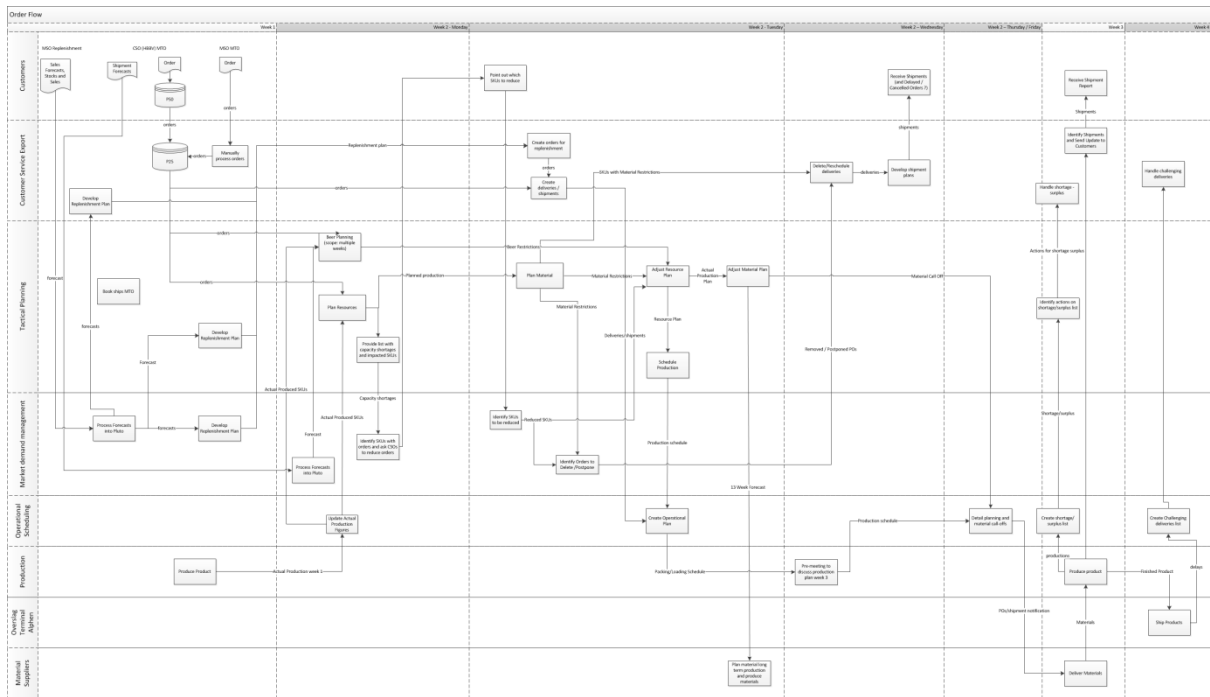 Order Flow
Week 1
Week 2 - Monday
Week 2 - Tuesday
Week 2 – Wednesday
Week 2 – Thursday / Friday
Week 3
Week 4
Customers
MSO Replenishment
CSO (46BV) MTO
MSO MTO
Sales
Forecasts,
Stocks and
Sales
Shipment
Forecasts
Order
Order
orders
orders
Point out which
SKUs to reduce
Receive Shipments
(and Delayed /
Cancelled Orders ?)
Receive Shipment
Report
shipments
Shipments
Customer Service Export
orders
Manually
process orders
Develop
Replenishment Plan
Replenishment plan
Create orders for
replenishment
orders
orders
Create
deliveries /
shipments
SKUs with Material Restrictions
Delete/Reschedule
deliveries
deliveries
Develop shipment
plans
Identify Shipments
and Send Update to
Customers
Handle shortage -
surplus
Handle challenging
deliveries
Tactical Planning
forecast
orders
Beer Planning
(scope: multiple
weeks)
Beer Restrictions
orders
Book ships MTO
Plan Resources
Planned production
Plan Material
Material Restrictions
Material Restrictions
Adjust Resource
Plan
Actual
Production
Plan
Adjust Material Plan
Material Call Off
Actions for shortage surplus
Identify actions on
shortage/surplus list
forecasts
Develop
Replenishment Plan
Forecast
Provide list with
capacity shortages
and impacted SKUs
Deliveries/shipments
Resource Plan
Schedule
Production
Removed / Postponed POs
Actual Produced SKUs
Capacity shortages
Market demand management
Process Forecasts
into Plato
forecasts
Develop
Replenishment Plan
Actual Produced SKUs
Forecast
Identify SKUs with
orders and ask CSOs
to reduce orders
Process Forecasts
into Plato
Identify SKUs
to be reduced
Reduced SKUs
Identify Orders to
Delete /Postpone
Production schedule
13 Week Forecast
Shortage/surplus
Operational
Scheduling
Update Actual
Production
Figures
Create Operational
Plan
Production schedule
Detail planning and
material call offs
Create shortage/
surplus list
Create Challenging
deliveries list
Production
Produce Product
Packing/Loading Schedule
Pre-meeting to
discuss production
plan week 3
productions
Produce product
Finished Product
delays
Overslag
Terminal
Alphen
POs/shipment notification
Materials
Ship Products
Material
Suppliers
Plan material long
term production
and produce
materials
Deliver Materials